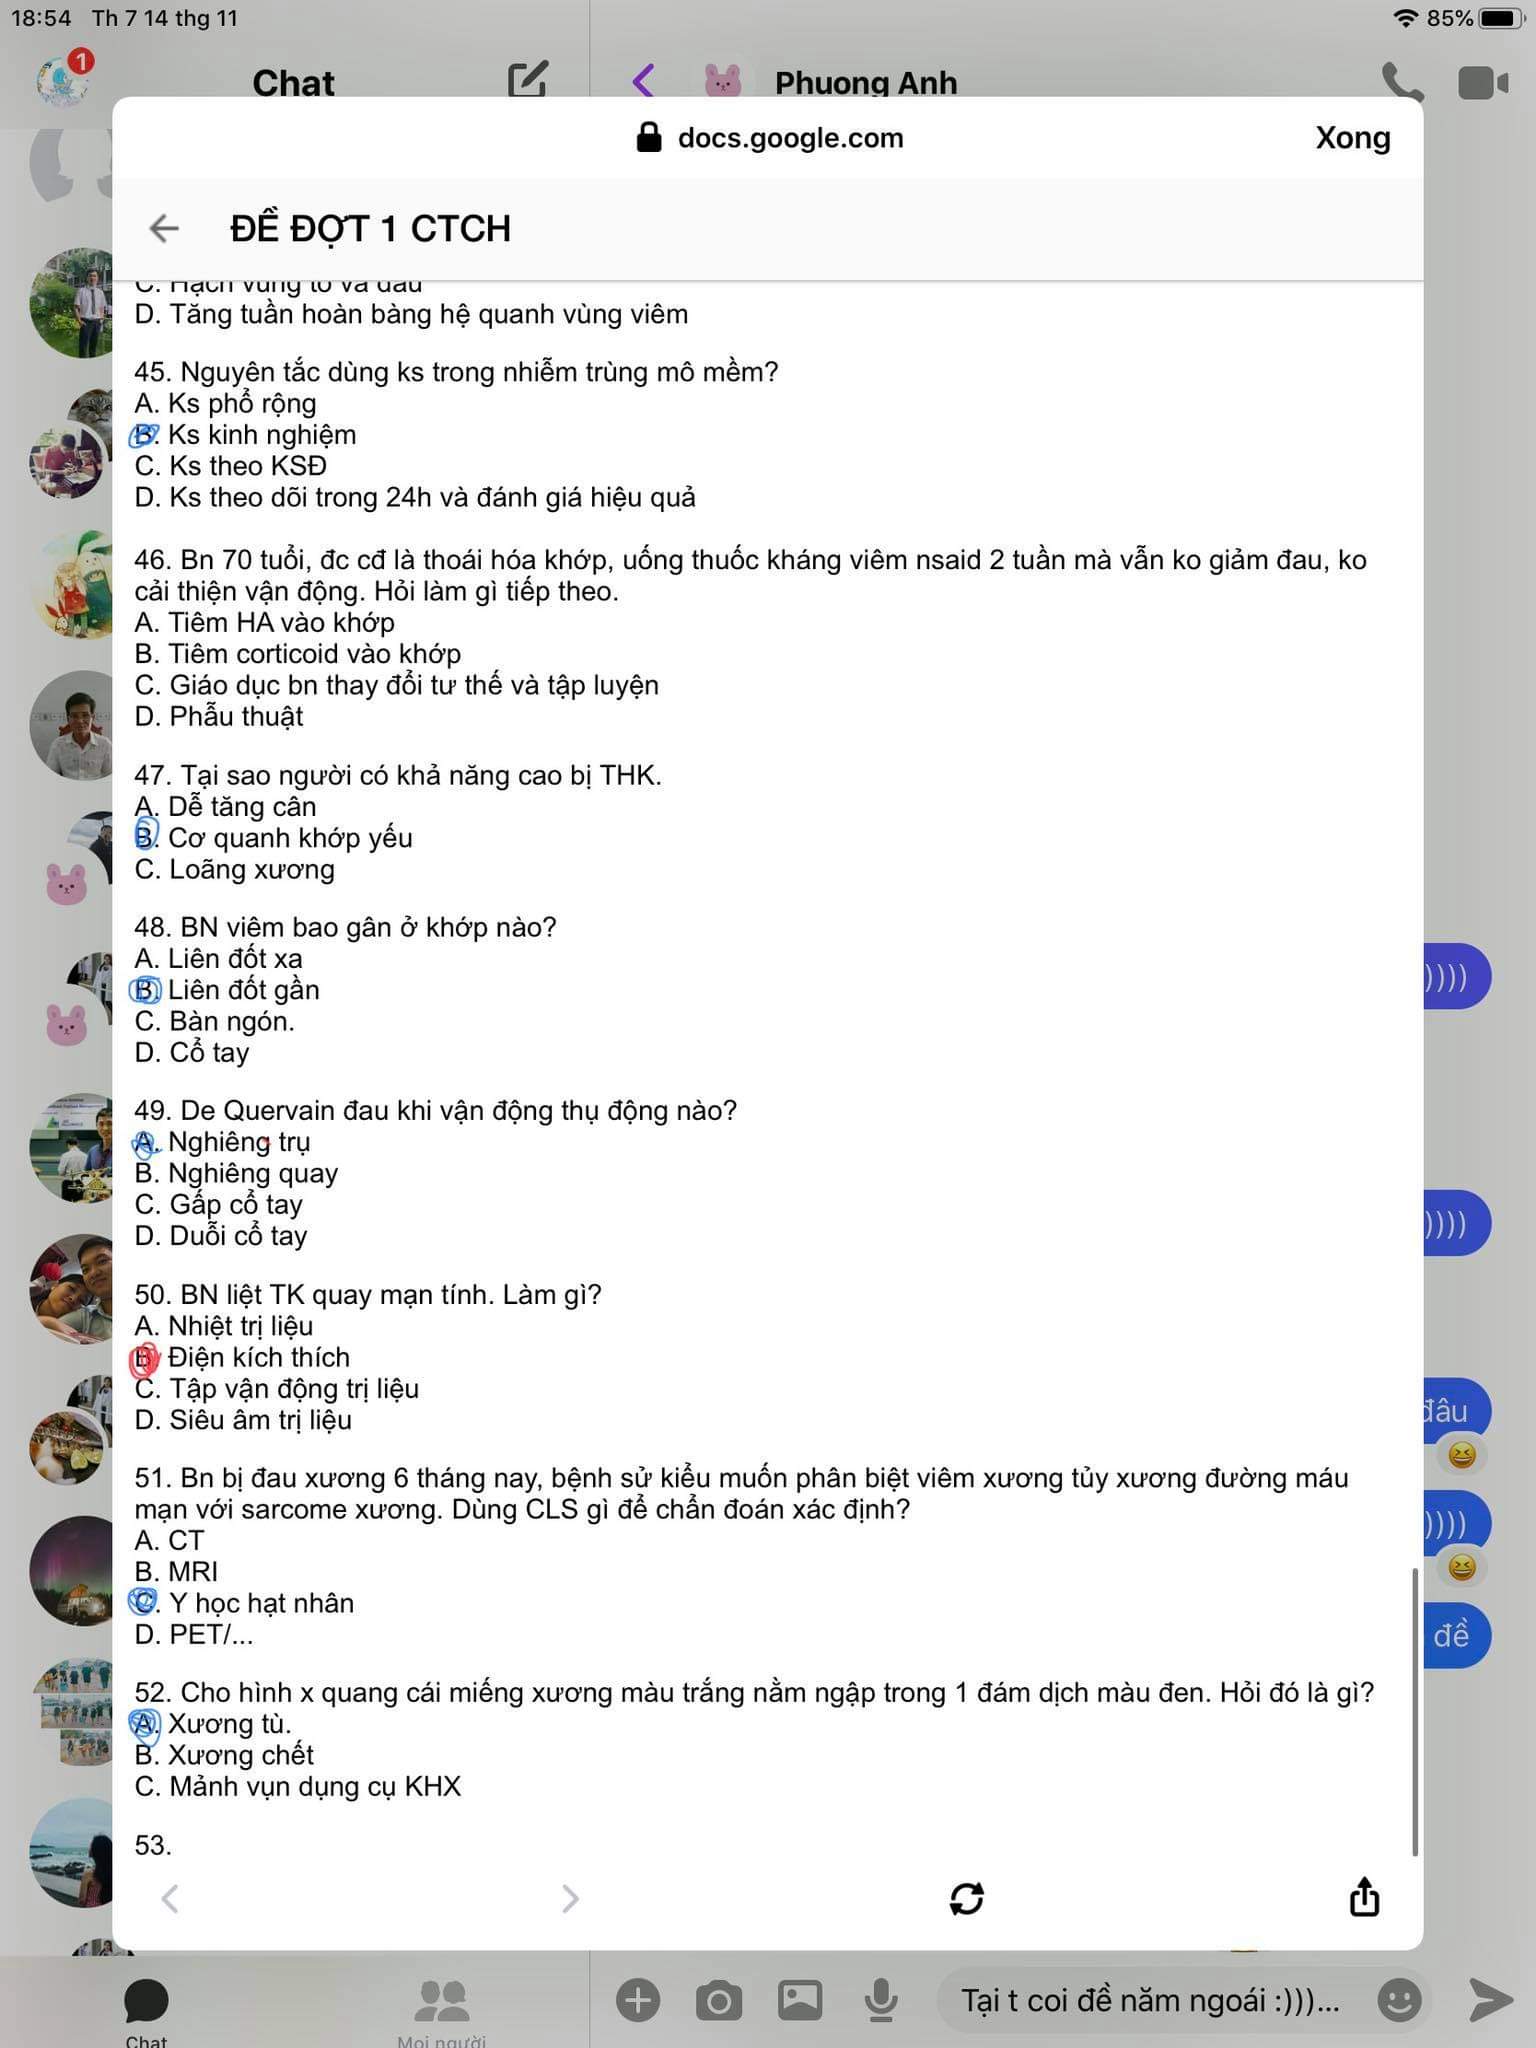 18:54 Th 7 14 thg 11
85%
1
Chat
Phuong Anh
docs.google.com
Xong
ĐỀ ĐỢT 1 CTCH
C. Hạch vùng to và đau
D. Tăng tuần hoàn bàng hệ quanh vùng viêm
45. Nguyên tắc dùng ks trong nhiễm trùng mô mềm?
A. Ks phổ rộng
B. Ks kinh nghiệm
C. Ks theo KSĐ
D. Ks theo dõi trong 24h và đánh giá hiệu quả
46. Bn 70 tuổi, đc cđ là thoái hóa khớp, uống thuốc kháng viêm nsaid 2 tuần mà vẫn ko giảm đau, ko
cải thiện vận động. Hỏi làm gì tiếp theo.
A. Tiêm HA vào khớp
B. Tiêm corticoid vào khớp
C. Giáo dục bn thay đổi tư thế và tập luyện
D. Phẫu thuật
47. Tại sao người có khả năng cao bị THK.
A. Dễ tăng cân
B. Cơ quanh khớp yếu
C. Loãng xương
48. BN viêm bao gân ở khớp nào?
A. Liên đốt xa
B. Liên đốt gần
C. Bàn ngón.
D. Cổ tay
))))
49. De Quervain đau khi vận động thụ động nào?
A. Nghiêng trụ
B. Nghiêng quay
C. Gấp cổ tay
D. Duỗi cổ tay
))))
50. BN liệt TK quay mạn tính. Làm gì?
A. Nhiệt trị liệu
B. Điện kích thích
C. Tập vận động trị liệu
D. Siêu âm trị liệu
đâu
51. Bn bị đau xương 6 tháng nay, bệnh sử kiểu muốn phân biệt viêm xương tủy xương đường máu
mạn với sarcome xương. Dùng CLS gì để chẩn đoán xác định?
A. CT
B. MRI
C. Y học hạt nhân
D. PET/...
))))
đề
52. Cho hình x quang cái miếng xương màu trắng nằm ngập trong 1 đám dịch màu đen. Hỏi đó là gì?
A. Xương tù.
B. Xương chết
C. Mảnh vụn dụng cụ KHX
53.
Tại t coi đề năm ngoái :)))...
Chat
Mọi người